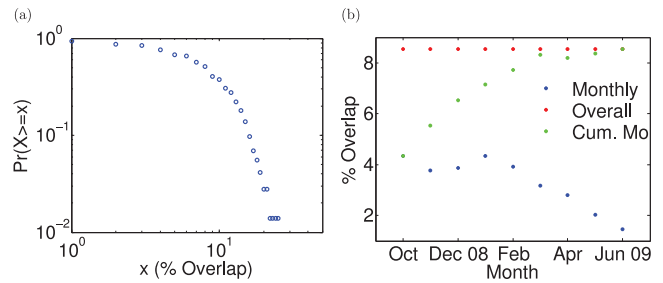 (a)
(b)
Pr(X>=x)
10^0
10^-1
10^-2
10^0
10^1
x (% Overlap)
% Overlap
8
6
4
2
Monthly
Overall
Cum. Mo
Oct
Dec 08
Feb
Apr
Jun 09
Month